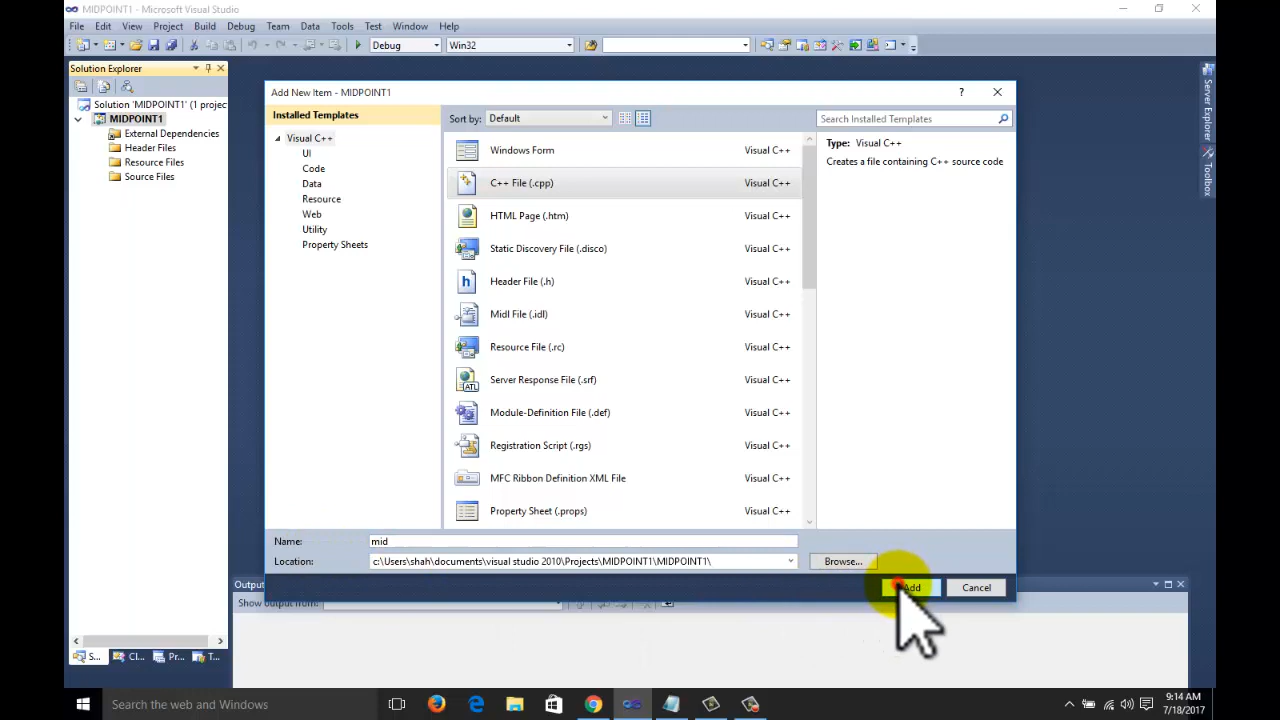 MIDPOINT1 - Microsoft Visual Studio
File Edit View Project Build Debug Team Data Tools Test Window Help
Debug Win32
Solution Explorer
Solution 'MIDPOINT1' (1 projec
MIDPOINT1
External Dependencies
Header Files
Resource Files
Source Files
Add New Item - MIDPOINT1
?
Installed Templates
Visual C++
UI
Code
Data
Resource
Web
Utility
Property Sheets
Sort by: Default
Windows Form Visual C++
C++ File (.cpp) Visual C++
HTML Page (.htm) Visual C++
Static Discovery File (.disco) Visual C++
Header File (.h) Visual C++
Midl File (.idl) Visual C++
Resource File (.rc) Visual C++
Server Response File (.srf) Visual C++
Module-Definition File (.def) Visual C++
Registration Script (.rgs) Visual C++
MFC Ribbon Definition XML File Visual C++
Property Sheet (.props) Visual C++
Search Installed Templates
Type: Visual C++
Creates a file containing C++ source code
Name: mid
Location: c:\Users\shah\documents\visual studio 2010\Projects\MIDPOINT1\MIDPOINT1\
Browse...
Add Cancel
Server Explorer
Toolbox
Output
Show output from:
S... Cl... Pr... T...
Search the web and Windows
9:14 AM
7/18/2017